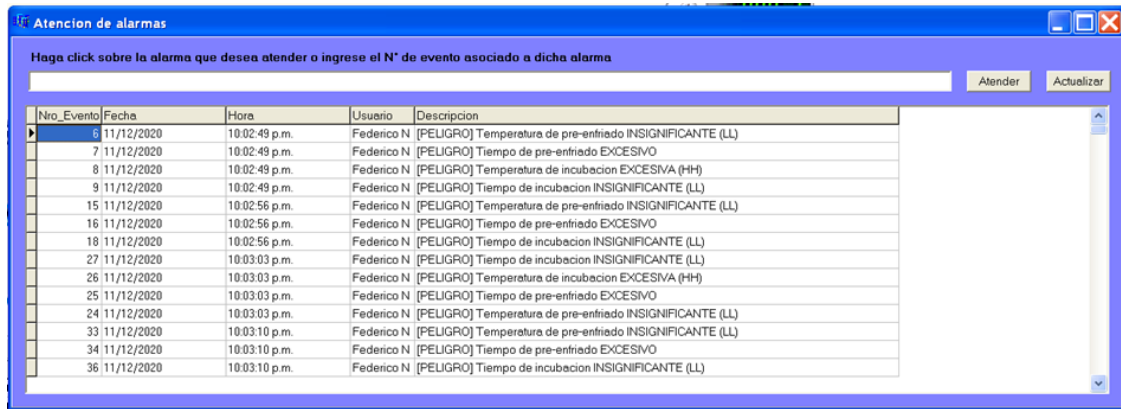 Atencion de alarmas
Haga click sobre la alarma que desea atender o ingrese el N° de evento asociado a dicha alarma
Atender Actualizar
Nro_Evento Fecha Hora Usuario Descripcion
6 11/12/2020 10:02:49 p.m. Federico N [PELIGRO] Temperatura de pre-enfriado INSIGNIFICANTE (LL)
7 11/12/2020 10:02:49 p.m. Federico N [PELIGRO] Tiempo de pre-enfriado EXCESIVO
8 11/12/2020 10:02:49 p.m. Federico N [PELIGRO] Temperatura de incubacion EXCESIVA (HH)
9 11/12/2020 10:02:49 p.m. Federico N [PELIGRO] Tiempo de incubacion INSIGNIFICANTE (LL)
15 11/12/2020 10:02:56 p.m. Federico N [PELIGRO] Temperatura de pre-enfriado INSIGNIFICANTE (LL)
16 11/12/2020 10:02:56 p.m. Federico N [PELIGRO] Tiempo de pre-enfriado EXCESIVO
18 11/12/2020 10:02:56 p.m. Federico N [PELIGRO] Tiempo de incubacion INSIGNIFICANTE (LL)
27 11/12/2020 10:03:03 p.m. Federico N [PELIGRO] Tiempo de incubacion INSIGNIFICANTE (LL)
26 11/12/2020 10:03:03 p.m. Federico N [PELIGRO] Temperatura de incubacion EXCESIVA (HH)
25 11/12/2020 10:03:03 p.m. Federico N [PELIGRO] Tiempo de pre-enfriado EXCESIVO
24 11/12/2020 10:03:03 p.m. Federico N [PELIGRO] Temperatura de pre-enfriado INSIGNIFICANTE (LL)
33 11/12/2020 10:03:10 p.m. Federico N [PELIGRO] Temperatura de pre-enfriado INSIGNIFICANTE (LL)
34 11/12/2020 10:03:10 p.m. Federico N [PELIGRO] Tiempo de pre-enfriado EXCESIVO
36 11/12/2020 10:03:10 p.m. Federico N [PELIGRO] Tiempo de incubacion INSIGNIFICANTE (LL)